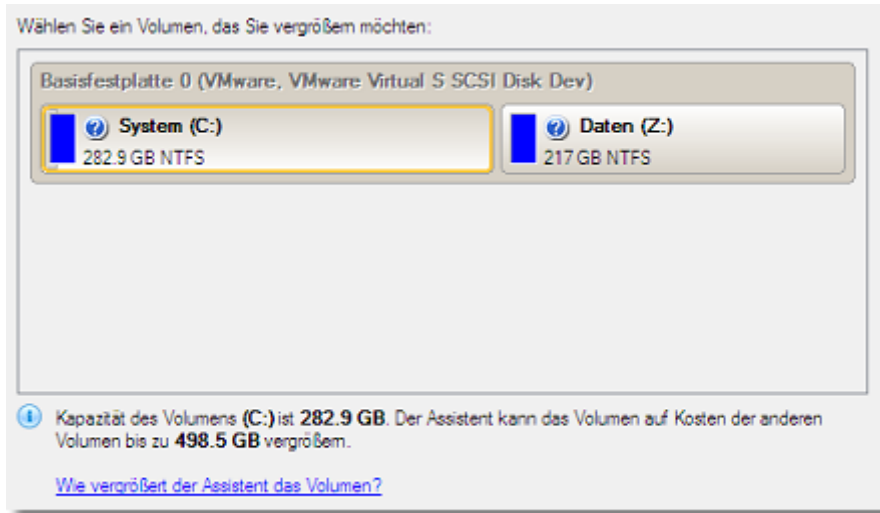 Wählen Sie ein Volumen, das Sie vergrößern möchten:
Basisfestplatte 0 (VMware, VMware Virtual S SCSI Disk Dev)
System (C:)
282.9 GB NTFS
Daten (Z:)
217 GB NTFS
Kapazität des Volumens (C:) ist 282.9 GB. Der Assistent kann das Volumen auf Kosten der anderen
Volumen bis zu 498.5 GB vergrößern.
Wie vergrößert der Assistent das Volumen?